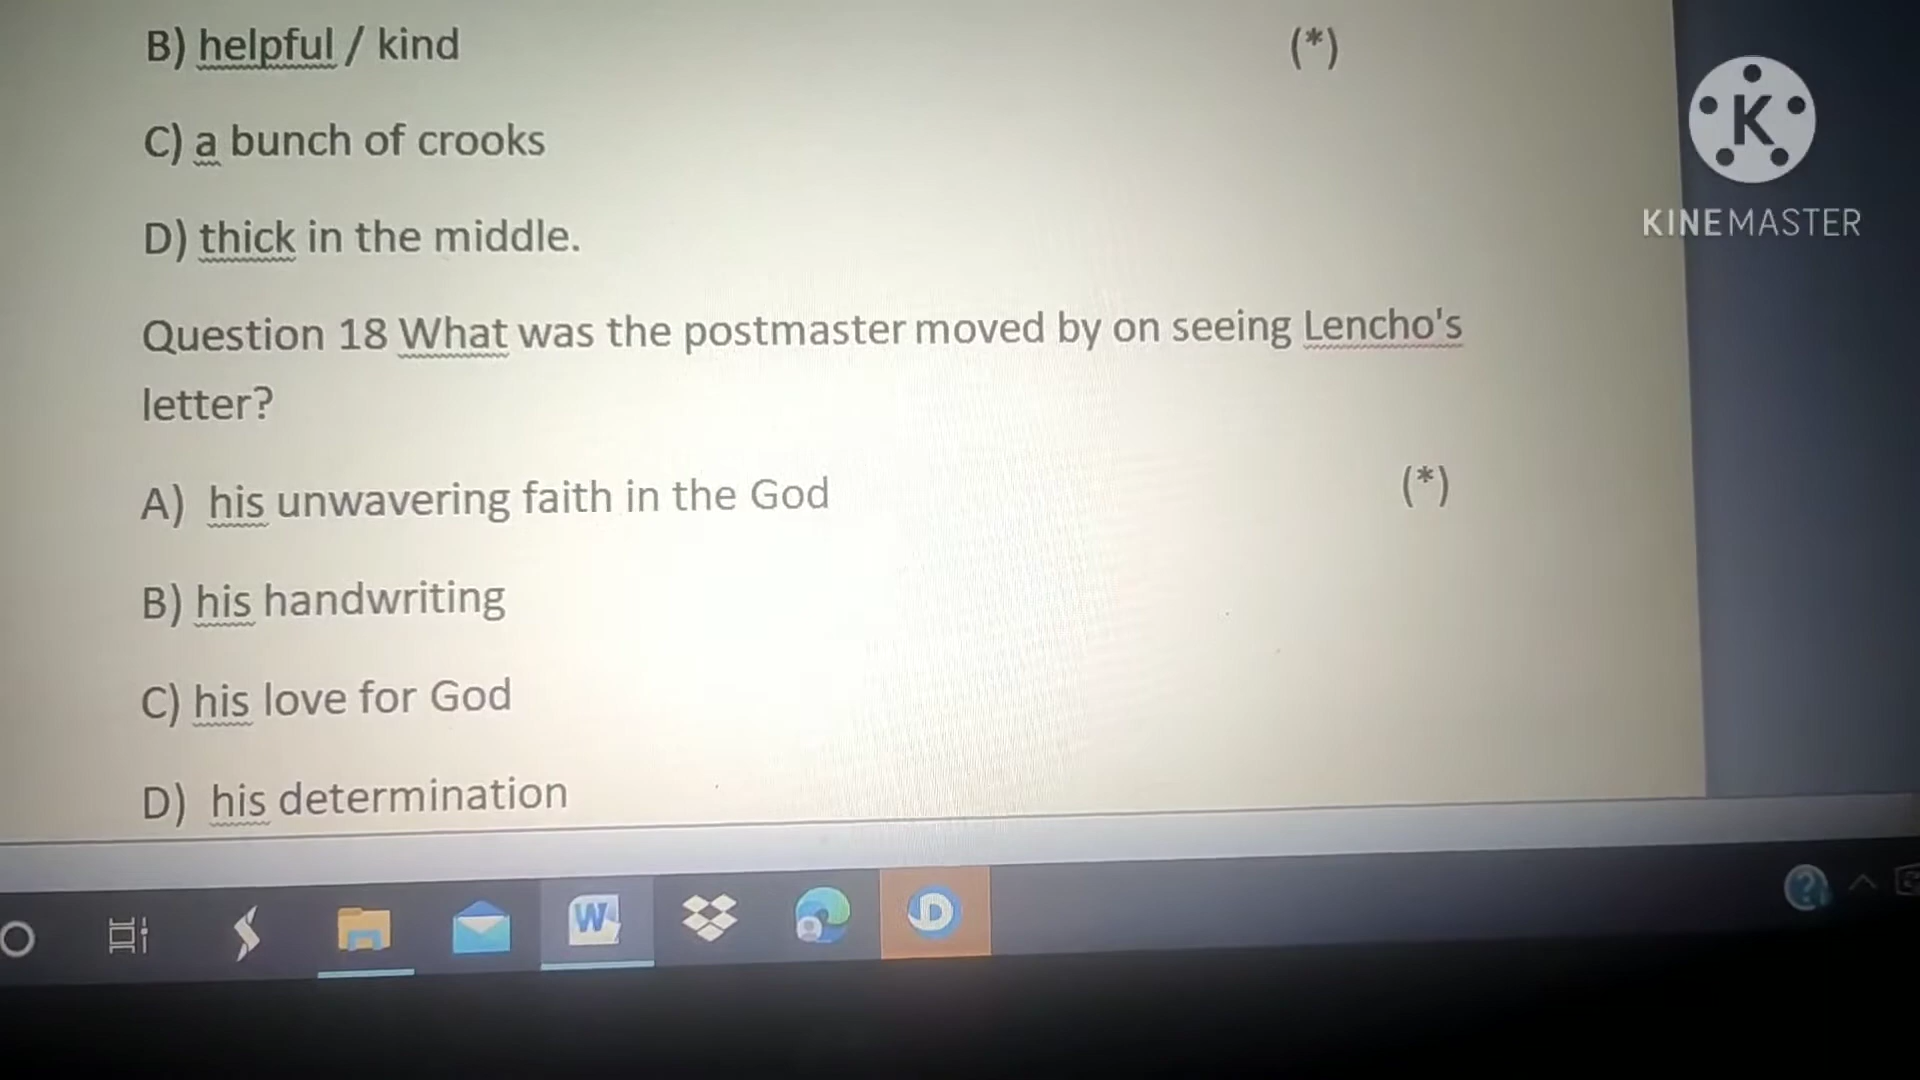 B) helpful / kind (*)
C) a bunch of crooks
D) thick in the middle.
Question 18 What was the postmaster moved by on seeing Lencho's
letter?
A) his unwavering faith in the God (*)
B) his handwriting
C) his love for God
D) his determination
K
KINEMASTER
W
D
?